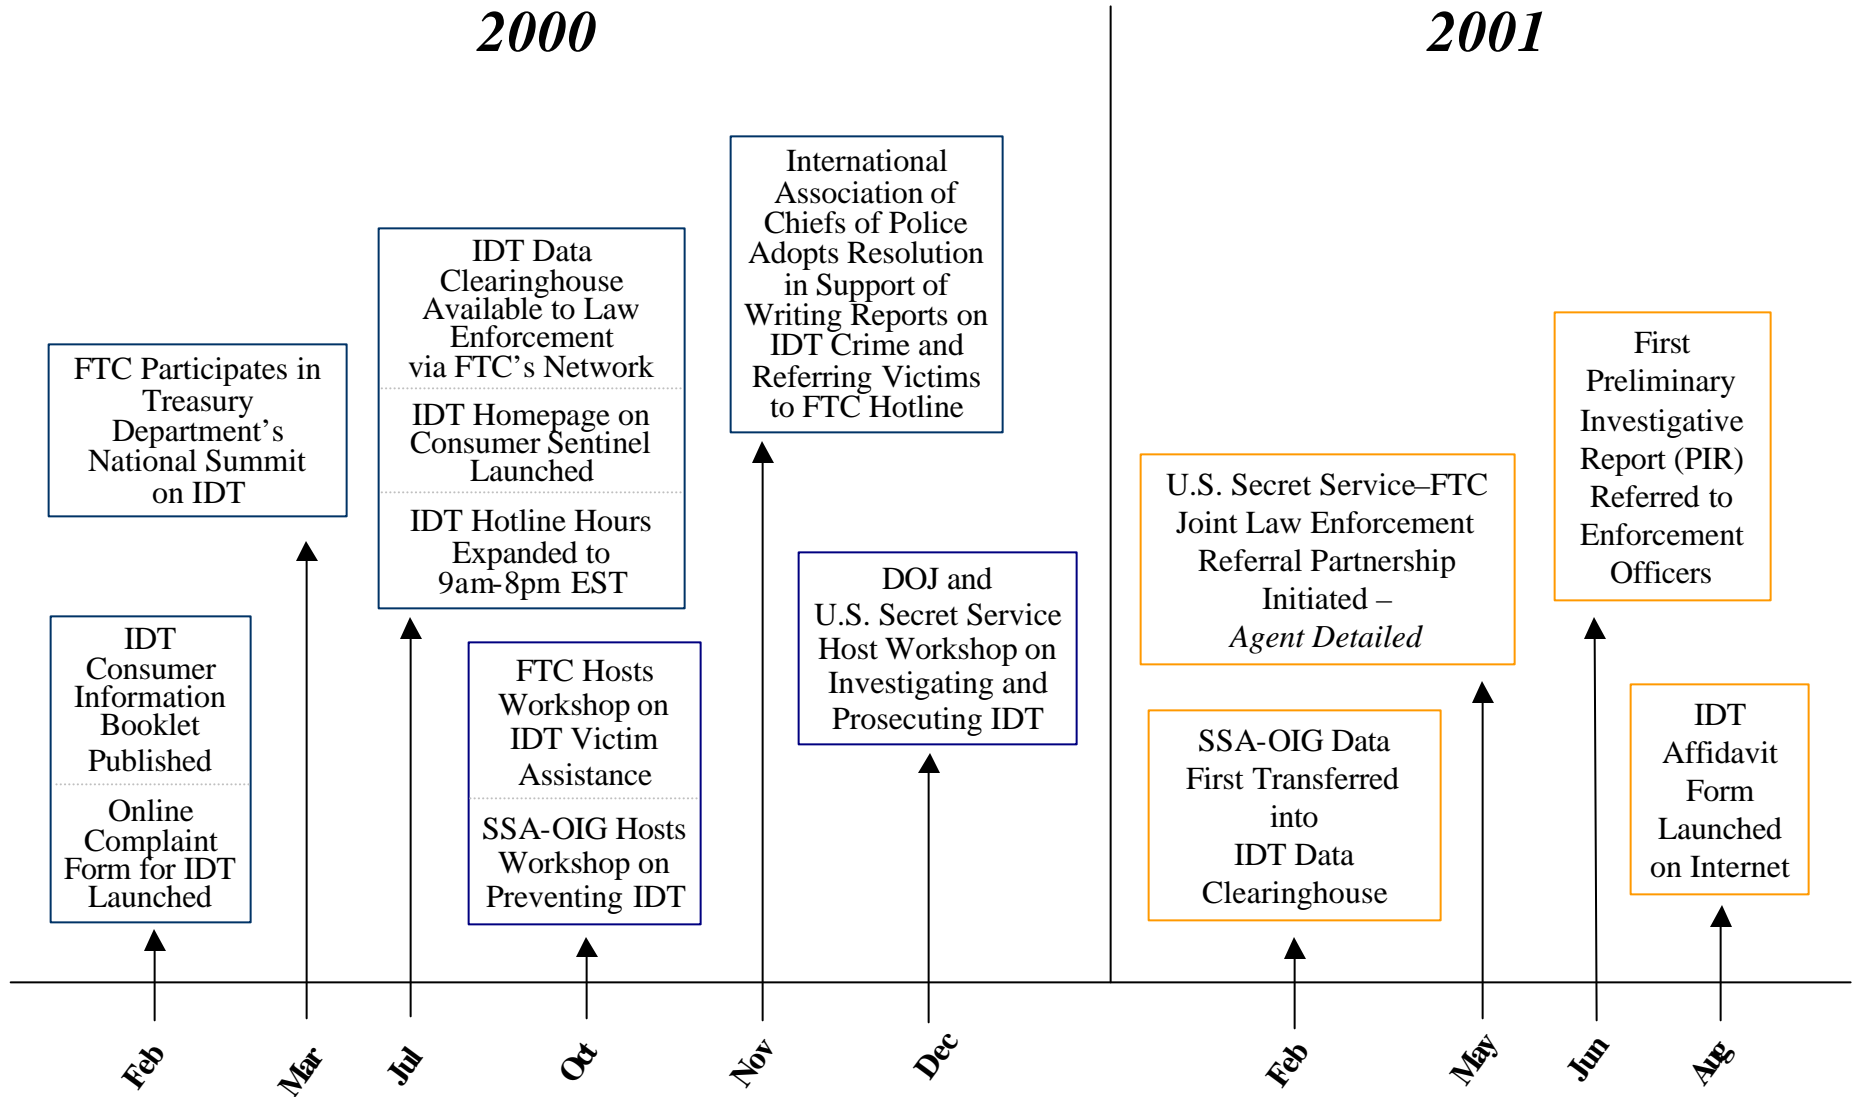 2000
2001
FTC Participates in
Treasury
Department’s
National Summit
on IDT
IDT
Consumer
Information
Booklet
Published
Online
Complaint
Form for IDT
Launched
IDT Data
Clearinghouse
Available to Law
Enforcement
via FTC’s Network
IDT Homepage on
Consumer Sentinel
Launched
IDT Hotline Hours
Expanded to
9am-8pm EST
FTC Hosts
Workshop on
IDT Victim
Assistance
SSA-OIG Hosts
Workshop on
Preventing IDT
International
Association of
Chiefs of Police
Adopts Resolution
in Support of
Writing Reports on
IDT Crime and
Referring Victims
to FTC Hotline
DOJ and
U.S. Secret Service
Host Workshop on
Investigating and
Prosecuting IDT
U.S. Secret Service–FTC
Joint Law Enforcement
Referral Partnership
Initiated –
Agent Detailed
SSA-OIG Data
First Transferred
into
IDT Data
Clearinghouse
First
Preliminary
Investigative
Report (PIR)
Referred to
Enforcement
Officers
IDT
Affidavit
Form
Launched
on Internet
Feb
Mar
Jul
Oct
Nov
Dec
Feb
May
Jun
Aug